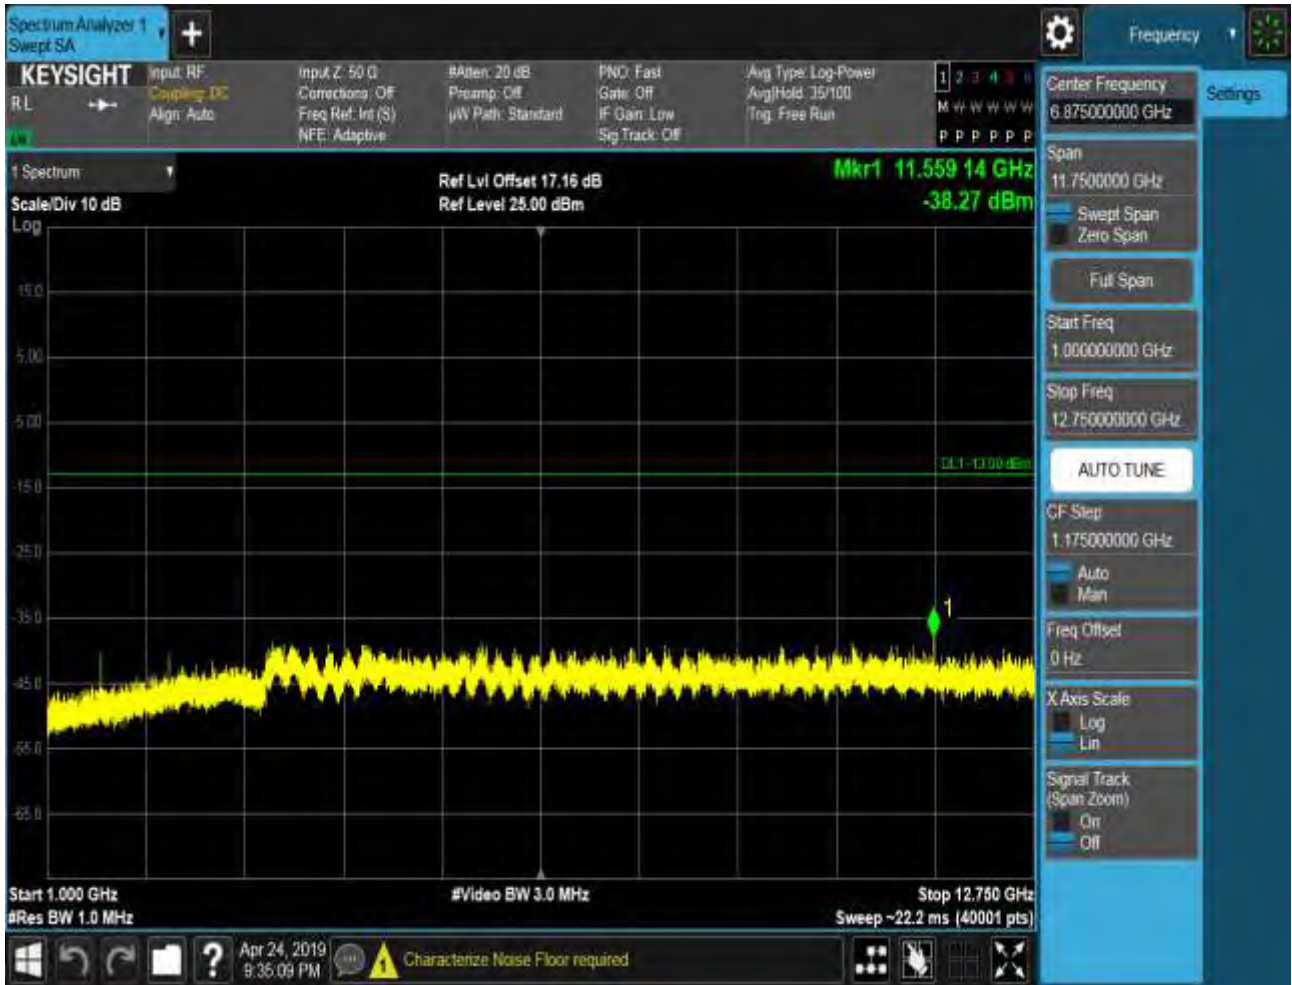 Spectrum Analyzer 1
Swept SA
+
Frequency
KEYSIGHT
RL
Input: RF
Coupling: DC
Align: Auto
Input Z: 50 Ω
Corrections: Off
Freq Ref: Int (S)
NFE: Adaptive
#Atten: 20 dB
Preamp: Off
µW Path: Standard
PNO: Fast
Gate: Off
IF Gain: Low
Sig Track: Off
Avg Type: Log-Power
Avg|Hold: 35/100
Trig: Free Run
1 2 3 4 5 6
M W W W W W
P P P P P P
1 Spectrum
Scale/Div 10 dB
Log
Ref Lvl Offset 17.16 dB
Ref Level 25.00 dBm
Mkr1 11.559 14 GHz
-38.27 dBm
15.0
5.00
-5.00
-15.0
-25.0
-35.0
-45.0
-55.0
-65.0
DL1 -13.00 dBm
1
Start 1.000 GHz
#Res BW 1.0 MHz
#Video BW 3.0 MHz
Stop 12.750 GHz
Sweep ~22.2 ms (40001 pts)
Center Frequency
6.875000000 GHz
Settings
Span
11.7500000 GHz
Swept Span
Zero Span
Full Span
Start Freq
1.000000000 GHz
Stop Freq
12.750000000 GHz
AUTO TUNE
CF Step
1.175000000 GHz
Auto
Man
Freq Offset
0 Hz
X Axis Scale
Log
Lin
Signal Track
(Span Zoom)
On
Off
?
Apr 24, 2019
9:35:09 PM
1
Characterize Noise Floor required